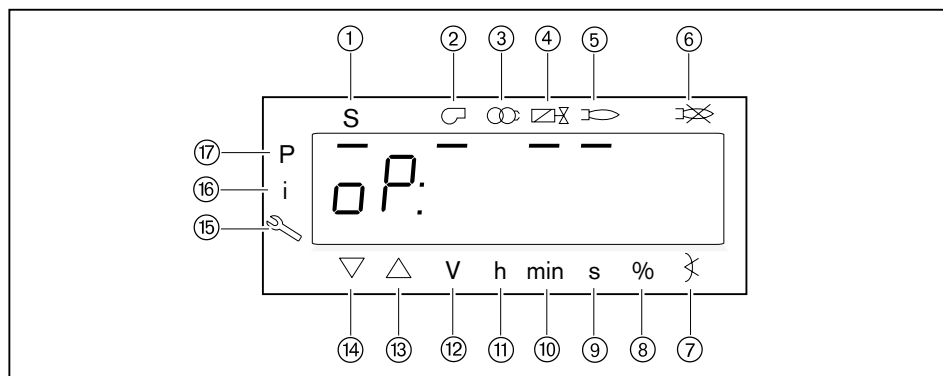 ① ② ③ ④ ⑤ ⑥
S
⑰ P
oP:
⑯ i
⑮
V h min s %
⑭ ⑬ ⑫ ⑪ ⑩ ⑨ ⑧ ⑦